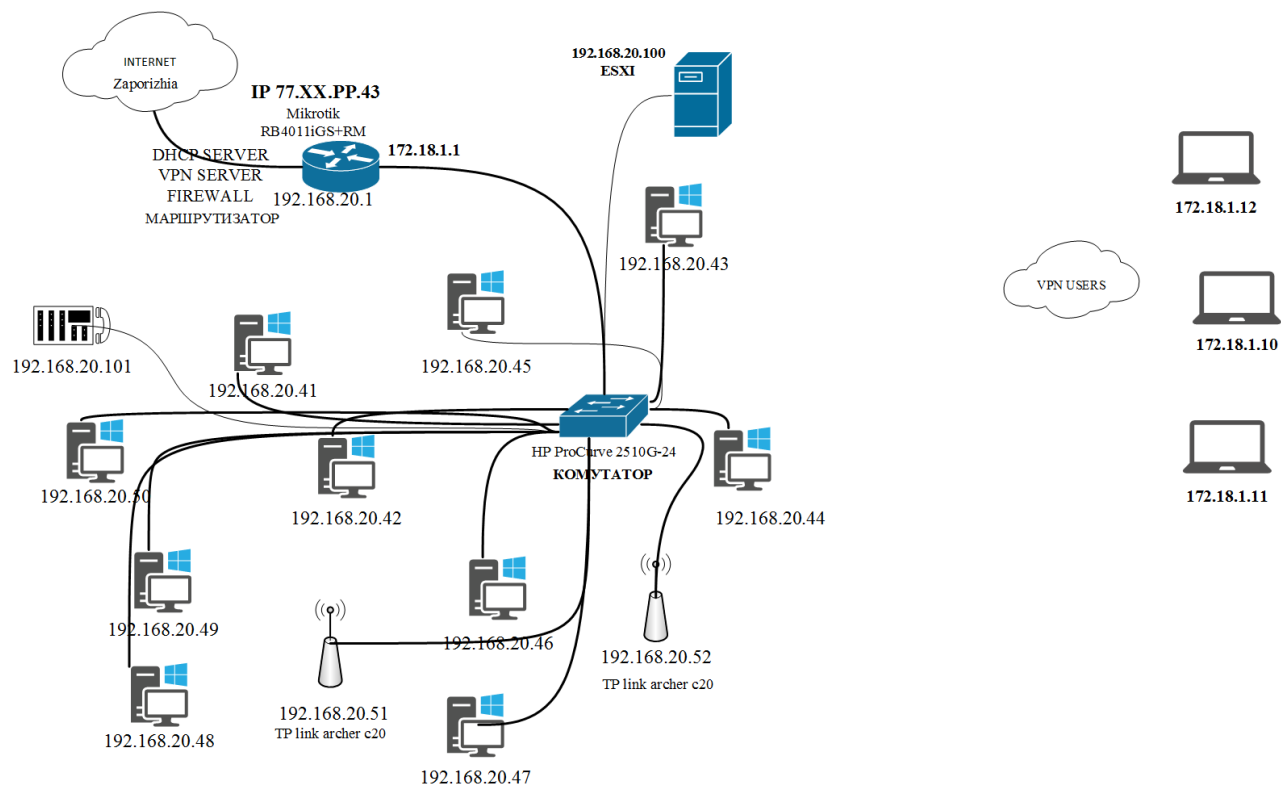 INTERNET
Zaporizhia
IP 77.XX.PP.43
Mikrotik
RB4011iGS+RM
172.18.1.1
DHCP SERVER
VPN SERVER
FIREWALL
МАРШРУТИЗАТОР
192.168.20.1
192.168.20.100
ESXI
192.168.20.43
172.18.1.12
VPN USERS
172.18.1.10
172.18.1.11
192.168.20.101
192.168.20.41
192.168.20.45
HP ProCurve 2510G-24
КОМУТАТОР
192.168.20.50
192.168.20.42
192.168.20.44
192.168.20.49
192.168.20.46
192.168.20.52
TP link archer c20
192.168.20.48
192.168.20.51
TP link archer c20
192.168.20.47